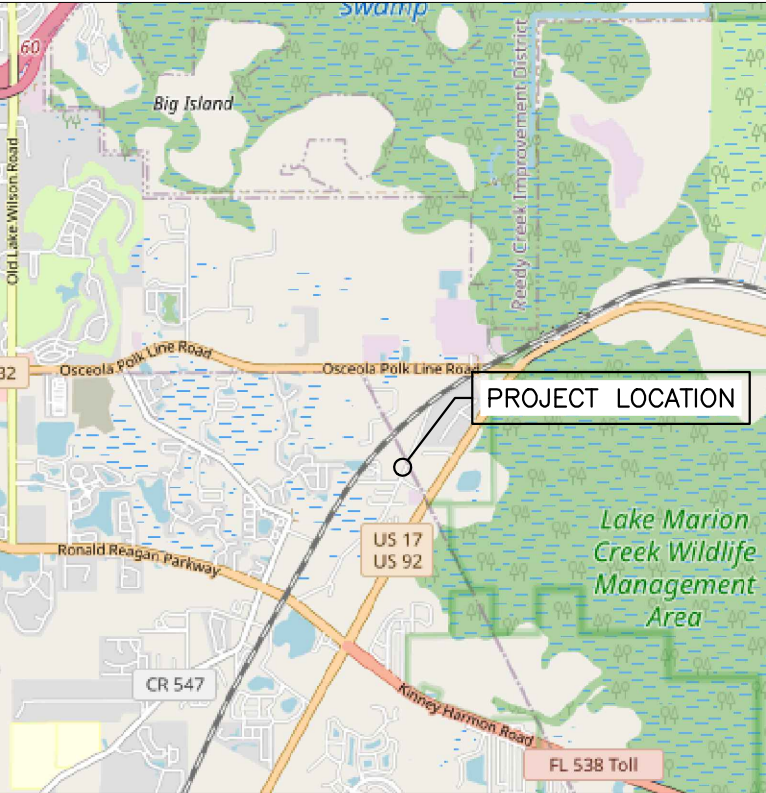 Swamp
60
Big Island
Old Lake Wilson Road
Reedy Creek Improvement District
Osceola Polk Line Road
Osceola Polk Line Road
32
PROJECT LOCATION
US 17
US 92
Lake Marion
Creek Wildlife
Management
Area
Ronald Reagan Parkway
CR 547
Kinney Harmon Road
FL 538 Toll